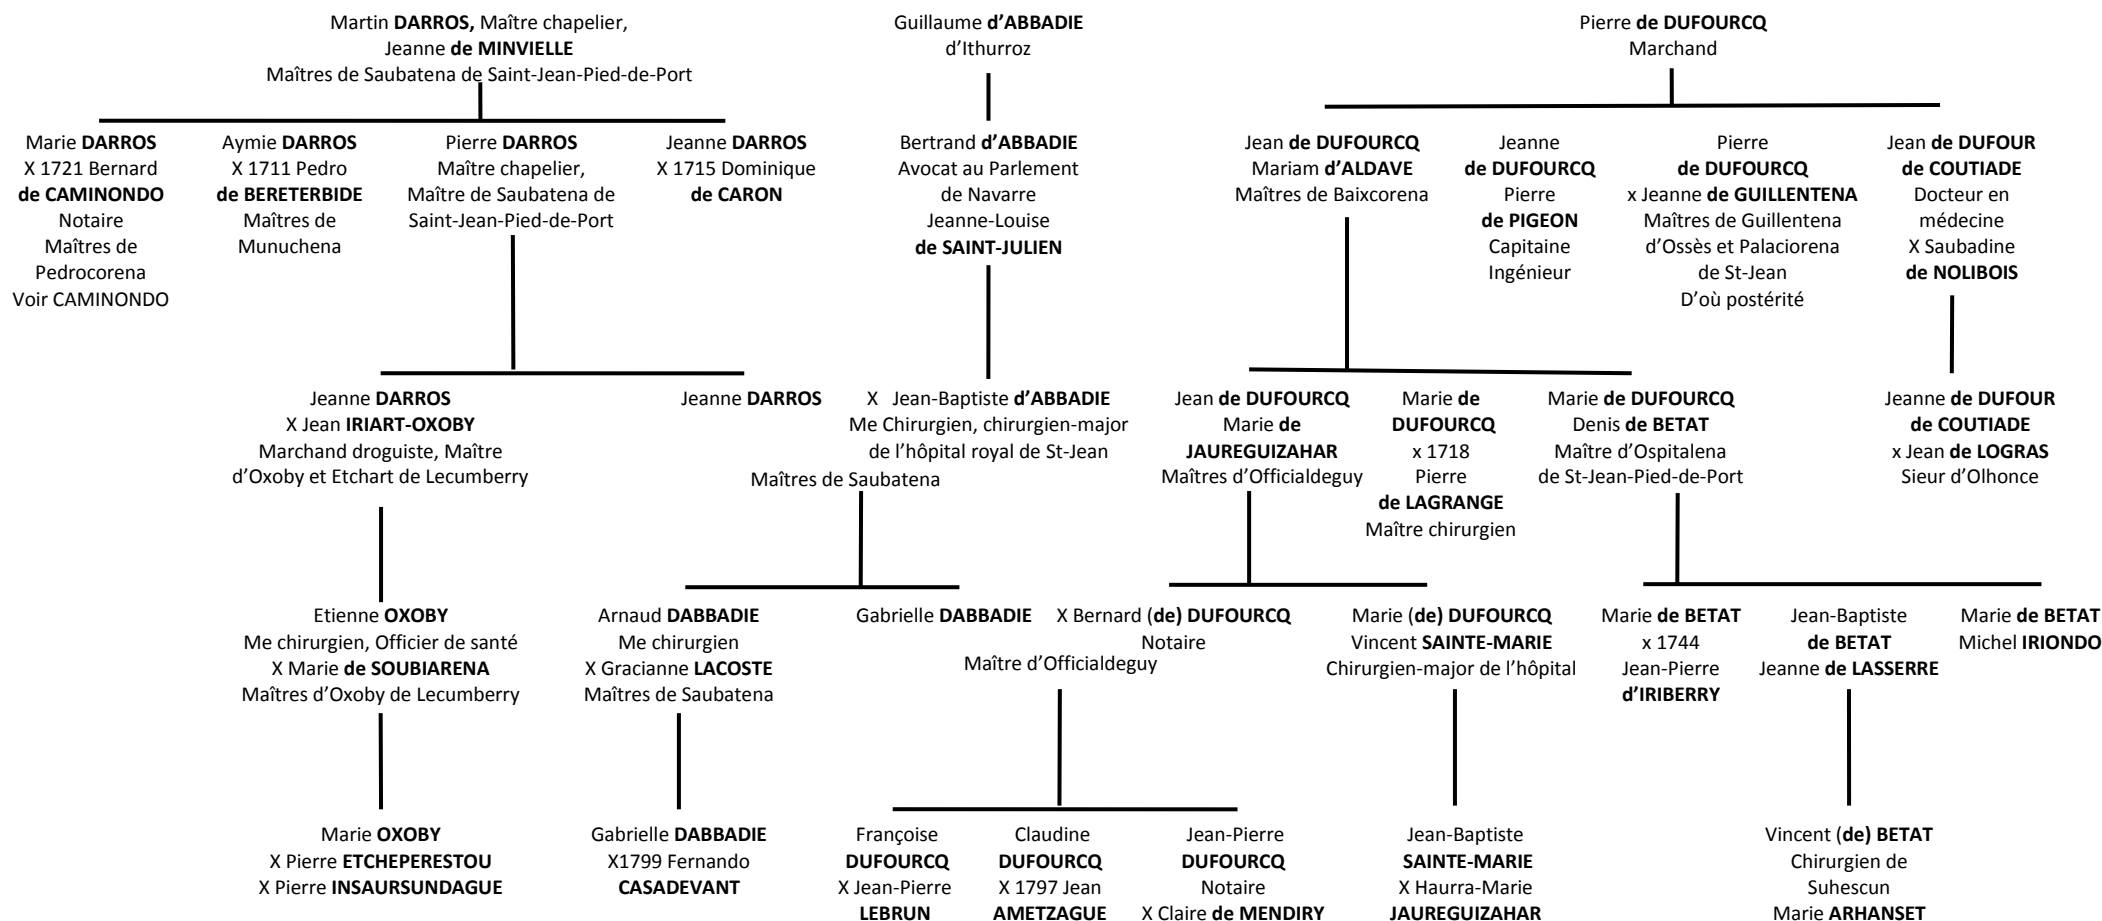 Martin DARROS, Maître chapelier,
Jeanne de MINVIELLE
Maîtres de Saubatena de Saint-Jean-Pied-de-Port
Guillaume d’ABBADIE
d’Ithurroz
Pierre de DUFOURCQ
Marchand
Marie DARROS
X 1721 Bernard
de CAMINONDO
Notaire
Maîtres de
Pedrocorena
Voir CAMINONDO
Aymie DARROS
X 1711 Pedro
de BERETERBIDE
Maîtres de
Munuchena
Pierre DARROS
Maître chapelier,
Maître de Saubatena de
Saint-Jean-Pied-de-Port
Jeanne DARROS
X 1715 Dominique
de CARON
Bertrand d’ABBADIE
Avocat au Parlement
de Navarre
Jeanne-Louise
de SAINT-JULIEN
Jean de DUFOURCQ
Mariam d’ALDAVE
Maîtres de Baixcorena
Jeanne
de DUFOURCQ
Pierre
de PIGEON
Capitaine
Ingénieur
Pierre
de DUFOURCQ
x Jeanne de GUILLENTENA
Maîtres de Guillentena
d’Ossès et Palaciorena
de St-Jean
D’où postérité
Jean de DUFOUR
de COUTIADE
Docteur en
médecine
X Saubadine
de NOLIBOIS
Jeanne DARROS
X Jean IRIART-OXOBY
Marchand droguiste, Maître
d’Oxoby et Etchart de Lecumberry
Jeanne DARROS
X Jean-Baptiste d’ABBADIE
Me Chirurgien, chirurgien-major
de l’hôpital royal de St-Jean
Maîtres de Saubatena
Jean de DUFOURCQ
Marie de
JAUREGUIZAHAR
Maîtres d’Officialdeguy
Marie de
DUFOURCQ
x 1718
Pierre
de LAGRANGE
Maître chirurgien
Marie de DUFOURCQ
Denis de BETAT
Maître d’Ospitalena
de St-Jean-Pied-de-Port
Jeanne de DUFOUR
de COUTIADE
x Jean de LOGRAS
Sieur d’Olhonce
Etienne OXOBY
Me chirurgien, Officier de santé
X Marie de SOUBIARENA
Maîtres d’Oxoby de Lecumberry
Arnaud DABBADIE
Me chirurgien
X Gracianne LACOSTE
Maîtres de Saubatena
Gabrielle DABBADIE
X Bernard (de) DUFOURCQ
Notaire
Maître d’Officialdeguy
Marie (de) DUFOURCQ
Vincent SAINTE-MARIE
Chirurgien-major de l’hôpital
Marie de BETAT
x 1744
Jean-Pierre
d’IRIBERRY
Jean-Baptiste
de BETAT
Jeanne de LASSERRE
Marie de BETAT
Michel IRIONDO
Marie OXOBY
X Pierre ETCHEPERESTOU
X Pierre INSAURSUNDAGUE
Gabrielle DABBADIE
X1799 Fernando
CASADEVANT
Françoise
DUFOURCQ
X Jean-Pierre
LEBRUN
Claudine
DUFOURCQ
X 1797 Jean
AMETZAGUE
Jean-Pierre
DUFOURCQ
Notaire
X Claire de MENDIRY
Jean-Baptiste
SAINTE-MARIE
X Haurra-Marie
JAUREGUIZAHAR
Vincent (de) BETAT
Chirurgien de
Suhescun
Marie ARHANSET